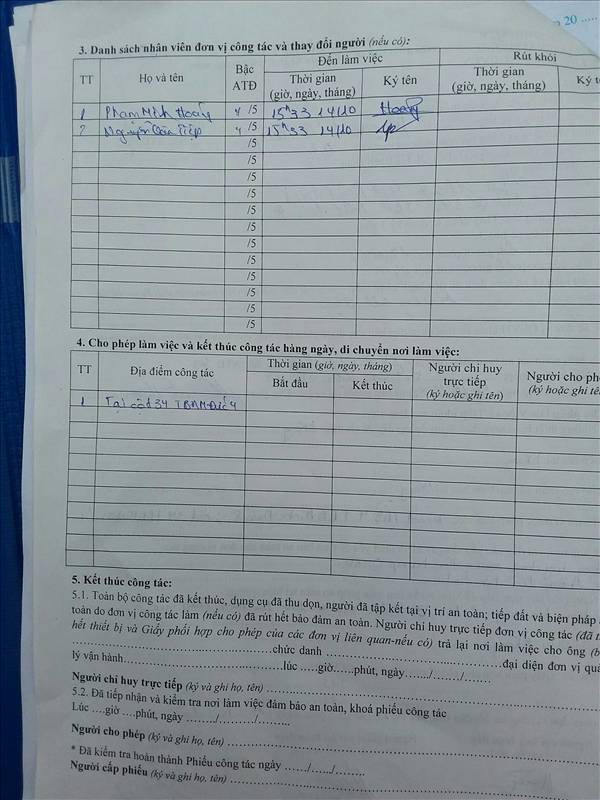 20 .....
3. Danh sách nhân viên đơn vị công tác và thay đổi người (nếu có):
TT Họ và tên Bậc ATĐ Đến làm việc Rút khỏi
Thời gian (giờ, ngày, tháng) Ký tên Thời gian (giờ, ngày, tháng) Ký t
1 Phạm Minh Hoàng 4 /5 15h33 14/10 Hoàng
2 Nguyễn Tiệp 4 /5 15h33 14/10
/5
/5
/5
/5
/5
/5
/5
/5
/5
/5
/5
/5
4. Cho phép làm việc và kết thúc công tác hàng ngày, di chuyển nơi làm việc:
TT Địa điểm công tác Thời gian (giờ, ngày, tháng) Người chỉ huy trực tiếp (ký hoặc ghi tên) Người cho ph (ký hoặc ghi tê
Bắt đầu Kết thúc
1 Tại cột 34 4
5. Kết thúc công tác:
5.1. Toàn bộ công tác đã kết thúc, dụng cụ đã thu dọn, người đã tập kết tại vị trí an toàn; tiếp đất và biện pháp
toàn do đơn vị công tác làm (nếu có) đã rút hết bảo đảm an toàn. Người chỉ huy trực tiếp đơn vị công tác (đã
hết thiết bị và Giấy phối hợp cho phép của các đơn vị liên quan-nếu có) trả lại nơi làm việc cho ông (b
..........chức danh ..........đại diện đơn vị qu
lý vận hành..........lúc .....giờ......phút, ngày......./......./.......
Người chỉ huy trực tiếp (ký và ghi họ, tên) ..........
5.2. Đã tiếp nhận và kiểm tra nơi làm việc đảm bảo an toàn, khoá phiếu công tác
Lúc ....giờ ....phút, ngày ......../........../........
Người cho phép (ký và ghi họ, tên) ..........
* Đã kiểm tra hoàn thành Phiếu công tác ngày ....../....../........
Người cấp phiếu (ký và ghi họ, tên) ..........